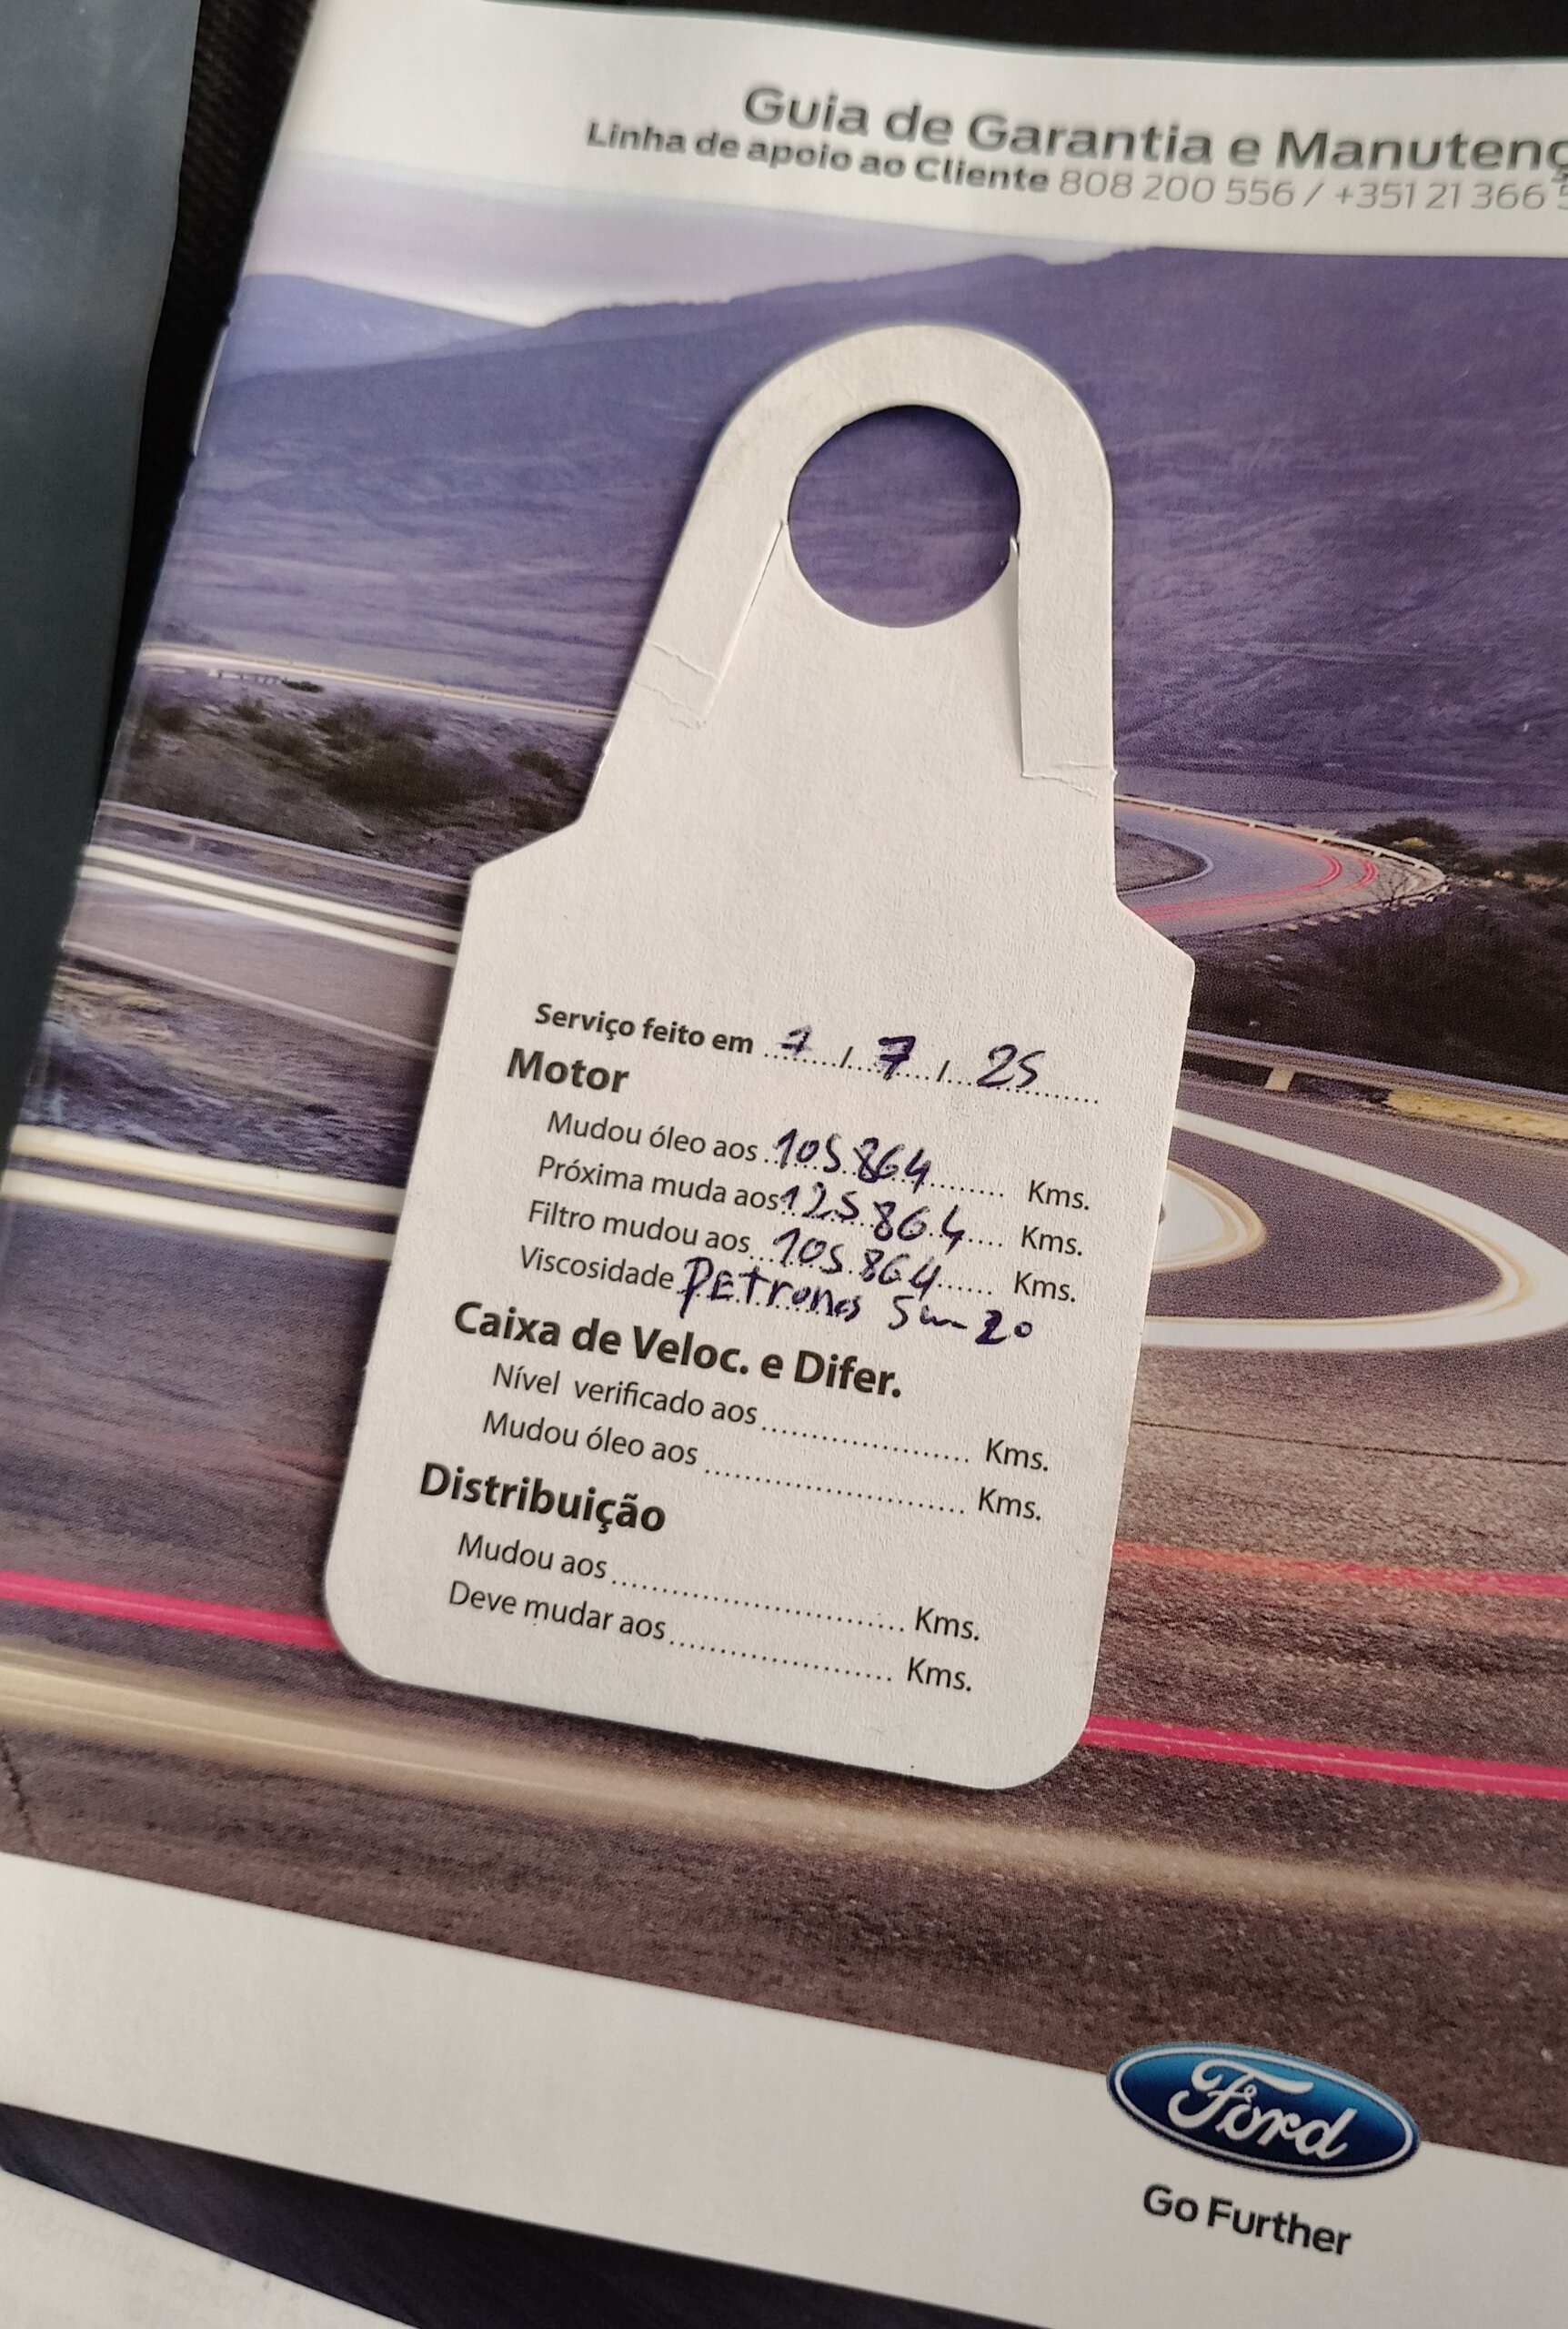 Guia de Garantia e Manutenç
Linha de apoio ao Cliente 808 200 556 / +351 21 366 5
Serviço feito em 7 / 7 / 25
Motor
Mudou óleo aos 105.864 Kms.
Próxima muda aos 125.864 Kms.
Filtro mudou aos 105.864 Kms.
Viscosidade Petronas 5w20
Caixa de Veloc. e Difer.
Nível verificado aos Kms.
Mudou óleo aos Kms.
Distribuição
Mudou aos Kms.
Deve mudar aos Kms.
Ford
Go Further